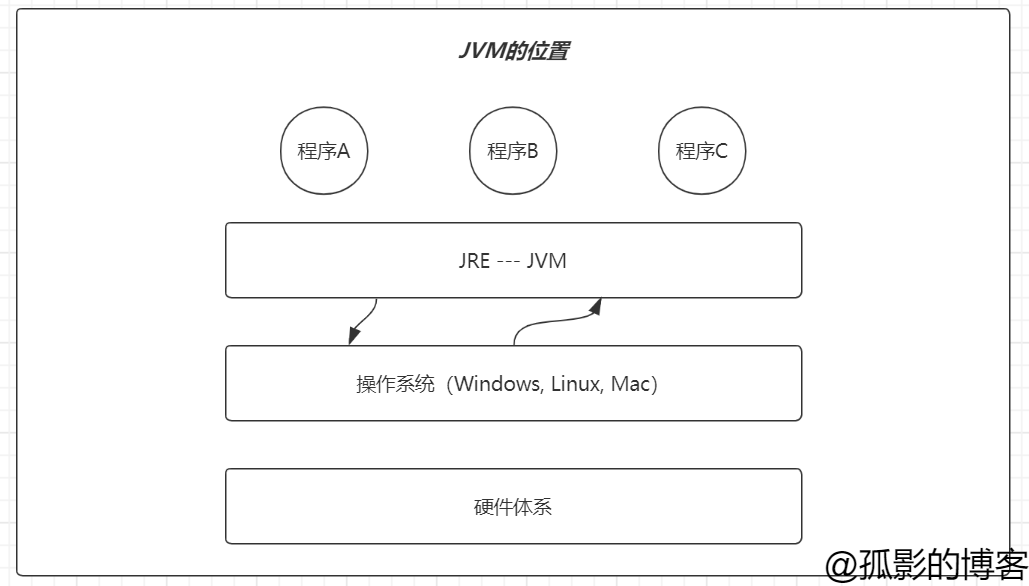 JVM的位置
程序A 程序B 程序C
JRE --- JVM
操作系统（Windows, Linux, Mac）
硬件体系
@孤影的博客